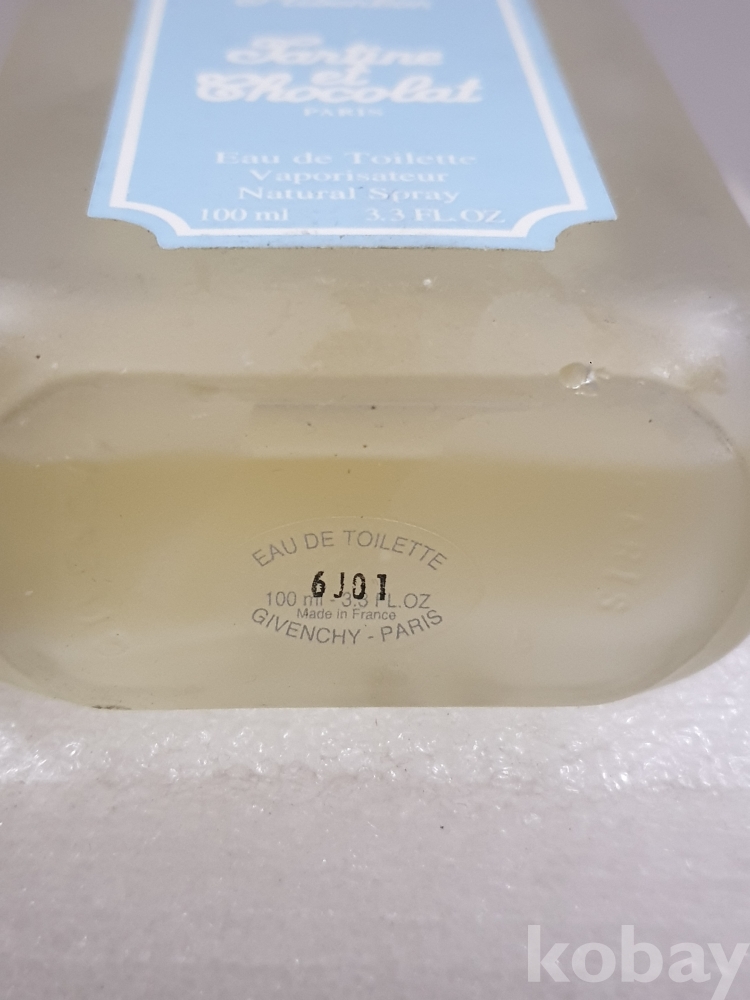 Tartine
et
Chocolat
PARIS
Eau de Toilette
Vaporisateur
Natural Spray
100 ml 3.3 FL.OZ
EAU DE TOILETTE
6J01
100 ml - 3.3 FL.OZ
Made in France
GIVENCHY - PARIS
kobay